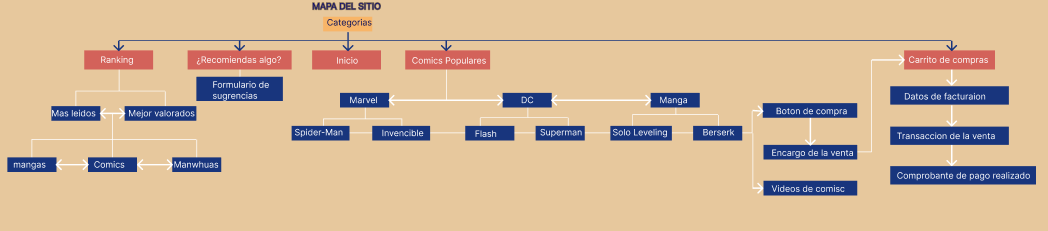 MAPA DEL SITIO
Categorias
Ranking
¿Recomiendas algo?
Inicio
Comics Populares
Carrito de compras
Formulario de
sugrencias
Mas leidos
Mejor valorados
Marvel
DC
Manga
Datos de facturaion
Boton de compra
Spider-Man
Invencible
Flash
Superman
Solo Leveling
Berserk
Transaccion de la venta
Encargo de la venta
mangas
Comics
Manwhuas
Comprobante de pago realizado
Videos de comisc